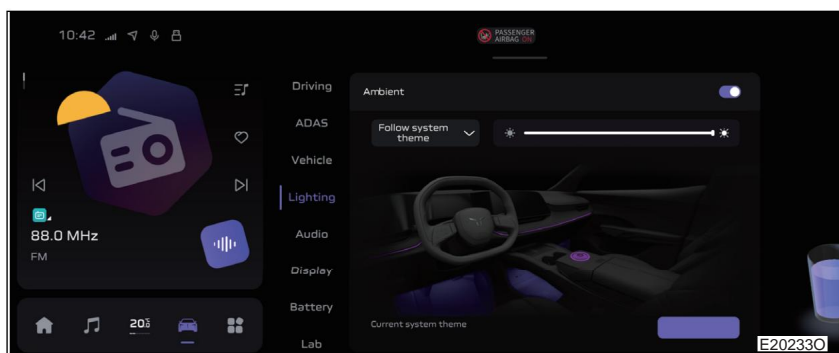 10:42
PASSENGER
AIRBAG ON
Driving
ADAS
Vehicle
Lighting
Audio
Display
Battery
Lab
Ambient
Follow system
theme
88.0 MHz
FM
20.5
Current system theme
E20233O